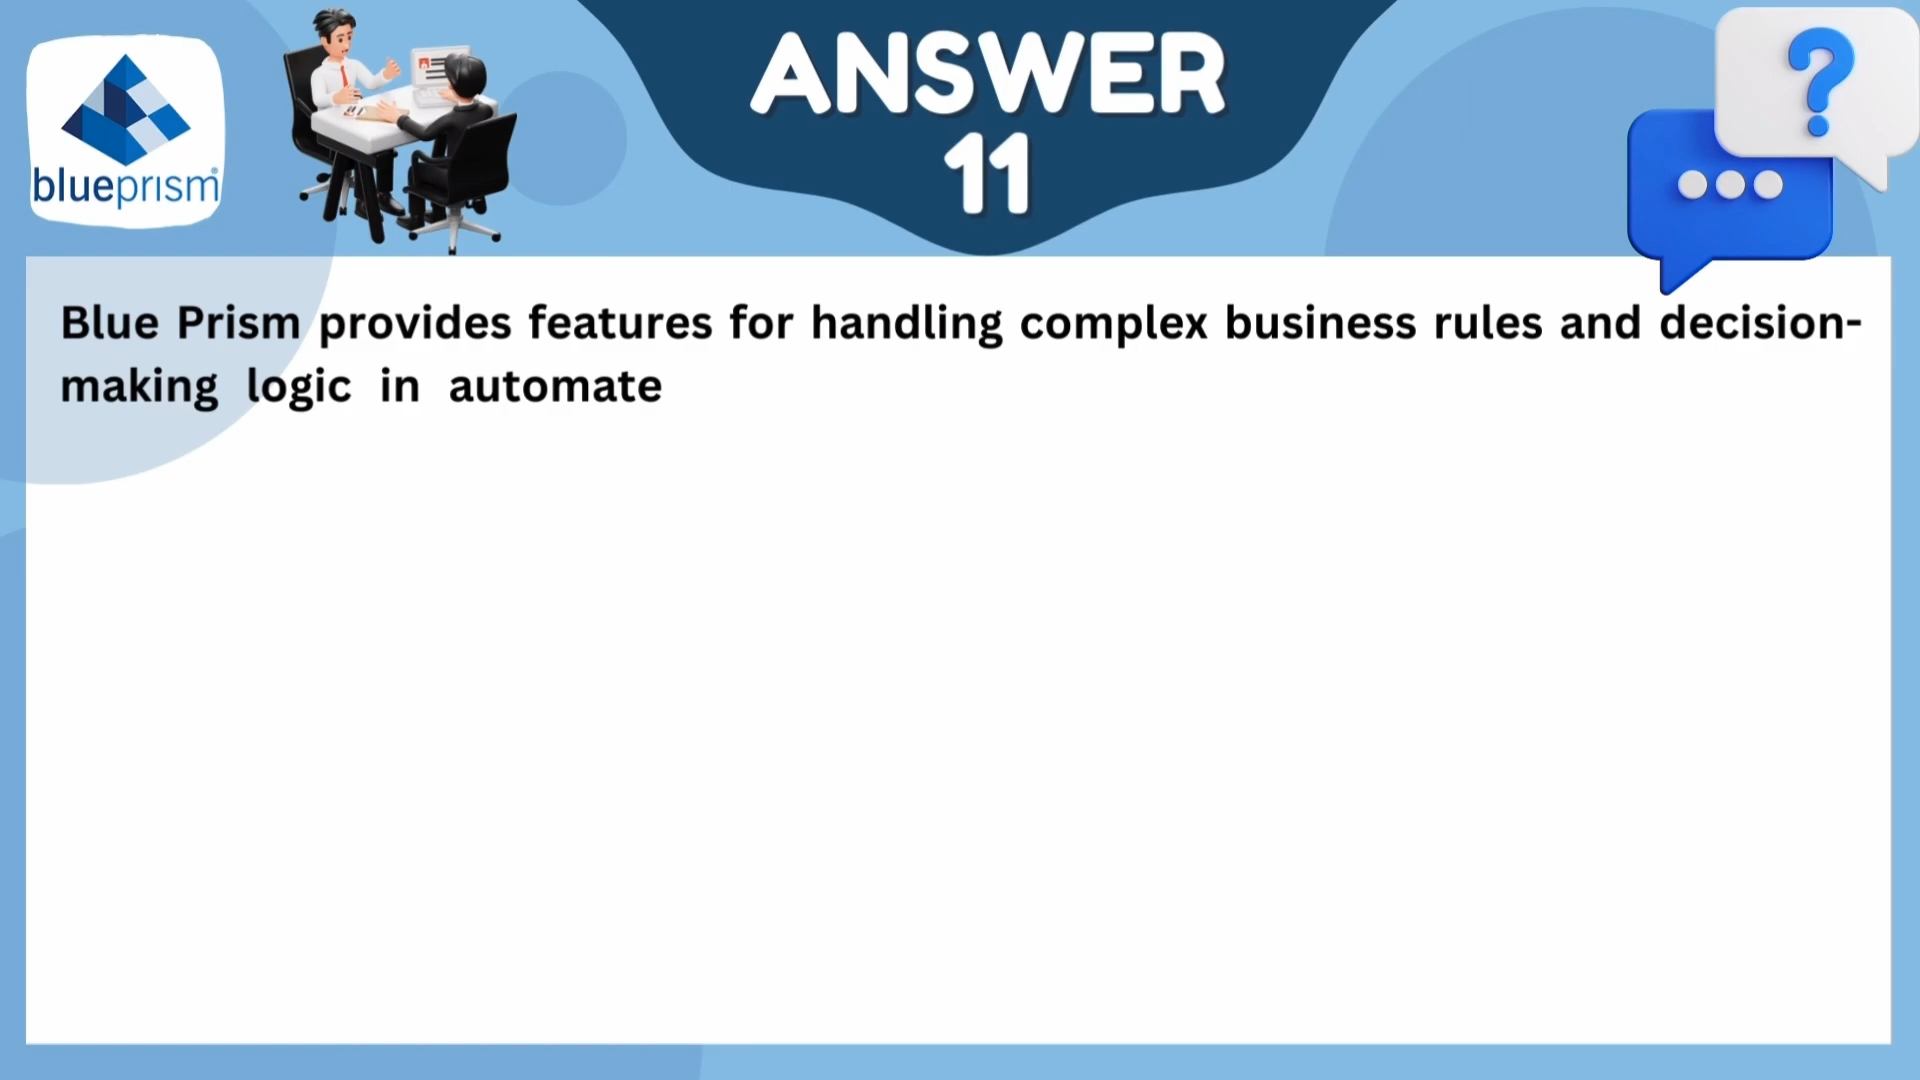 blueprism
ANSWER
11
Blue Prism provides features for handling complex business rules and decision-
making logic in automate